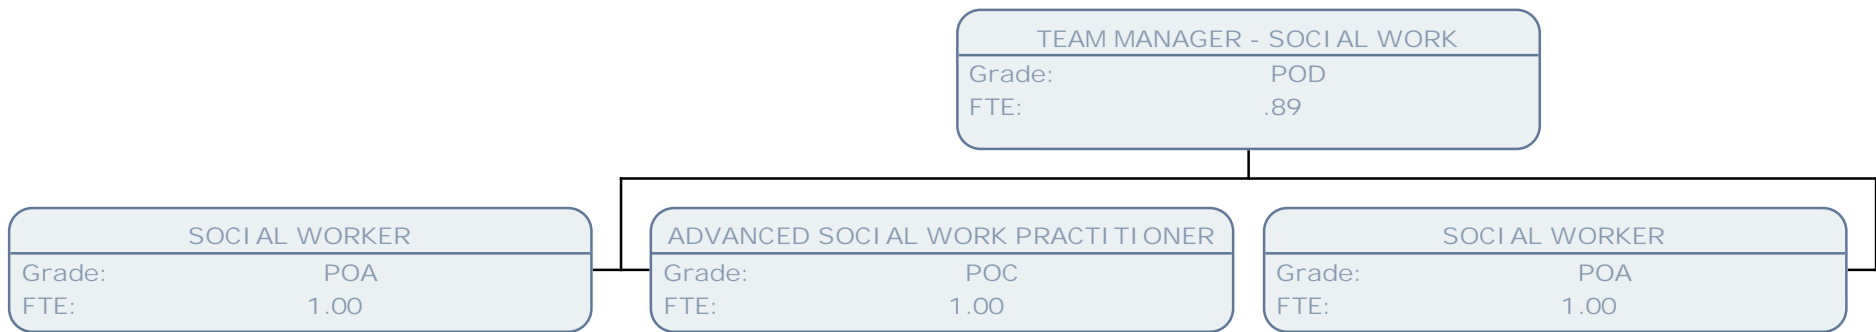 TEAM MANAGER - SOCIAL WORK
Grade: POD
FTE: .89
SOCIAL WORKER
Grade: POA
FTE: 1.00
ADVANCED SOCIAL WORK PRACTITIONER
Grade: POC
FTE: 1.00
SOCIAL WORKER
Grade: POA
FTE: 1.00